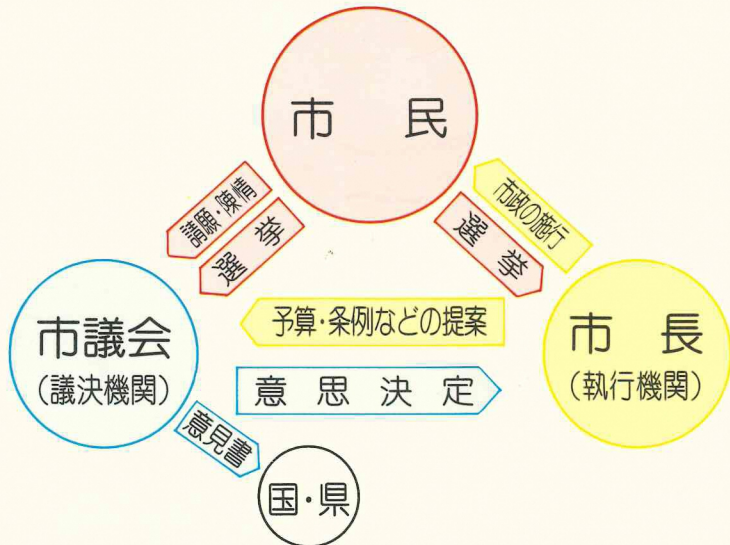 市民
請願・陳情
選挙
選挙
市政の施行
市議会
(議決機関)
予算・条例などの提案
意思決定
市長
(執行機関)
意見書
国・県